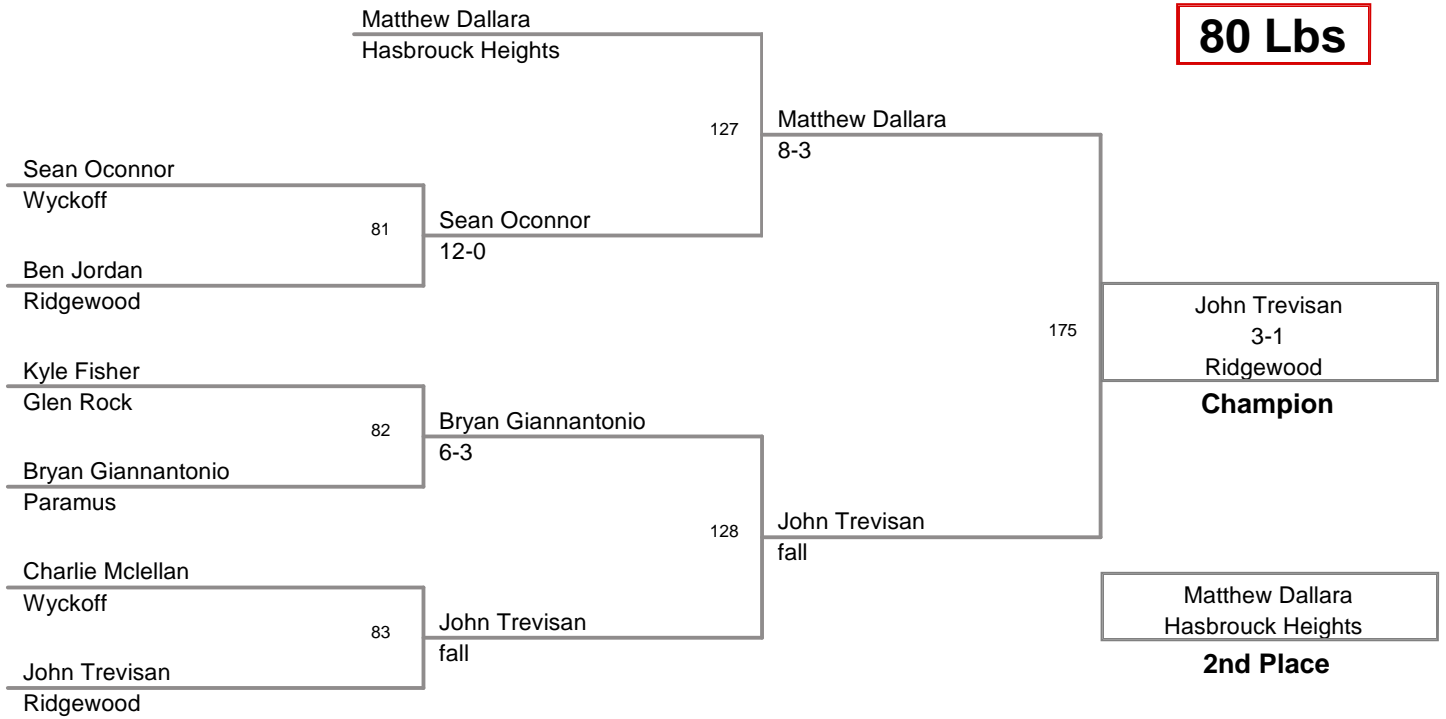 Matthew Dallara
Hasbrouck Heights
80 Lbs
127
Matthew Dallara
8-3
Sean Oconnor
Wyckoff
81
Sean Oconnor
12-0
Ben Jordan
Ridgewood
175
John Trevisan
3-1
Ridgewood
Champion
Kyle Fisher
Glen Rock
82
Bryan Giannantonio
6-3
Bryan Giannantonio
Paramus
128
John Trevisan
fall
Charlie Mclellan
Wyckoff
83
John Trevisan
fall
John Trevisan
Ridgewood
Matthew Dallara
Hasbrouck Heights
2nd Place